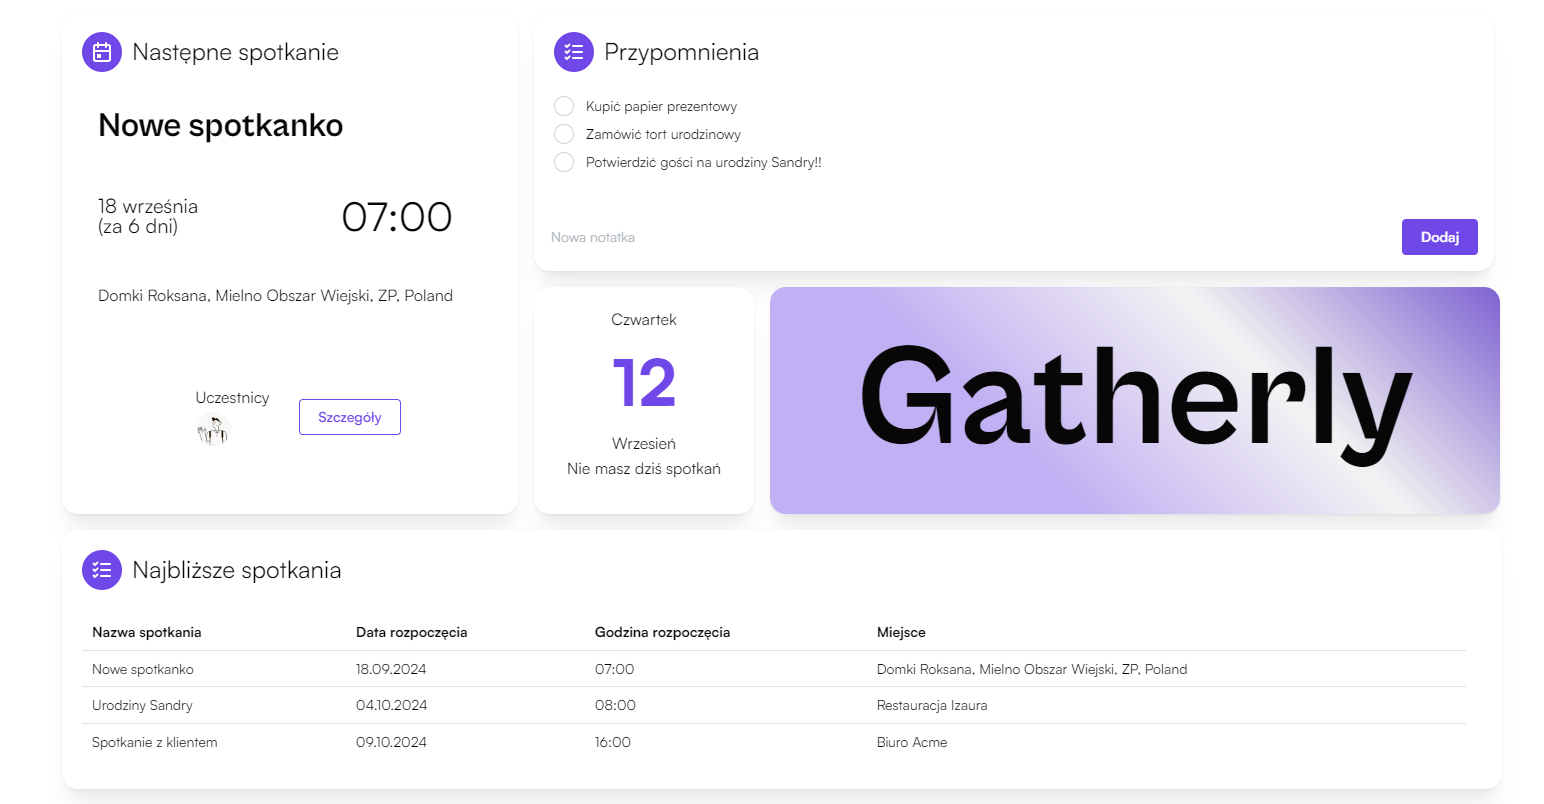 Następne spotkanie
Nowe spotkanko
18 września
(za 6 dni)
07:00
Domki Roksana, Mielno Obszar Wiejski, ZP, Poland
Uczestnicy
Szczegóły
Przypomnienia
Kupić papier prezentowy
Zamówić tort urodzinowy
Potwierdzić gości na urodziny Sandry!!
Nowa notatka
Dodaj
Czwartek
12
Wrzesień
Nie masz dziś spotkań
Gatherly
Najbliższe spotkania
Nazwa spotkania Data rozpoczęcia Godzina rozpoczęcia Miejsce
Nowe spotkanko 18.09.2024 07:00 Domki Roksana, Mielno Obszar Wiejski, ZP, Poland
Urodziny Sandry 04.10.2024 08:00 Restauracja Izaura
Spotkanie z klientem 09.10.2024 16:00 Biuro Acme